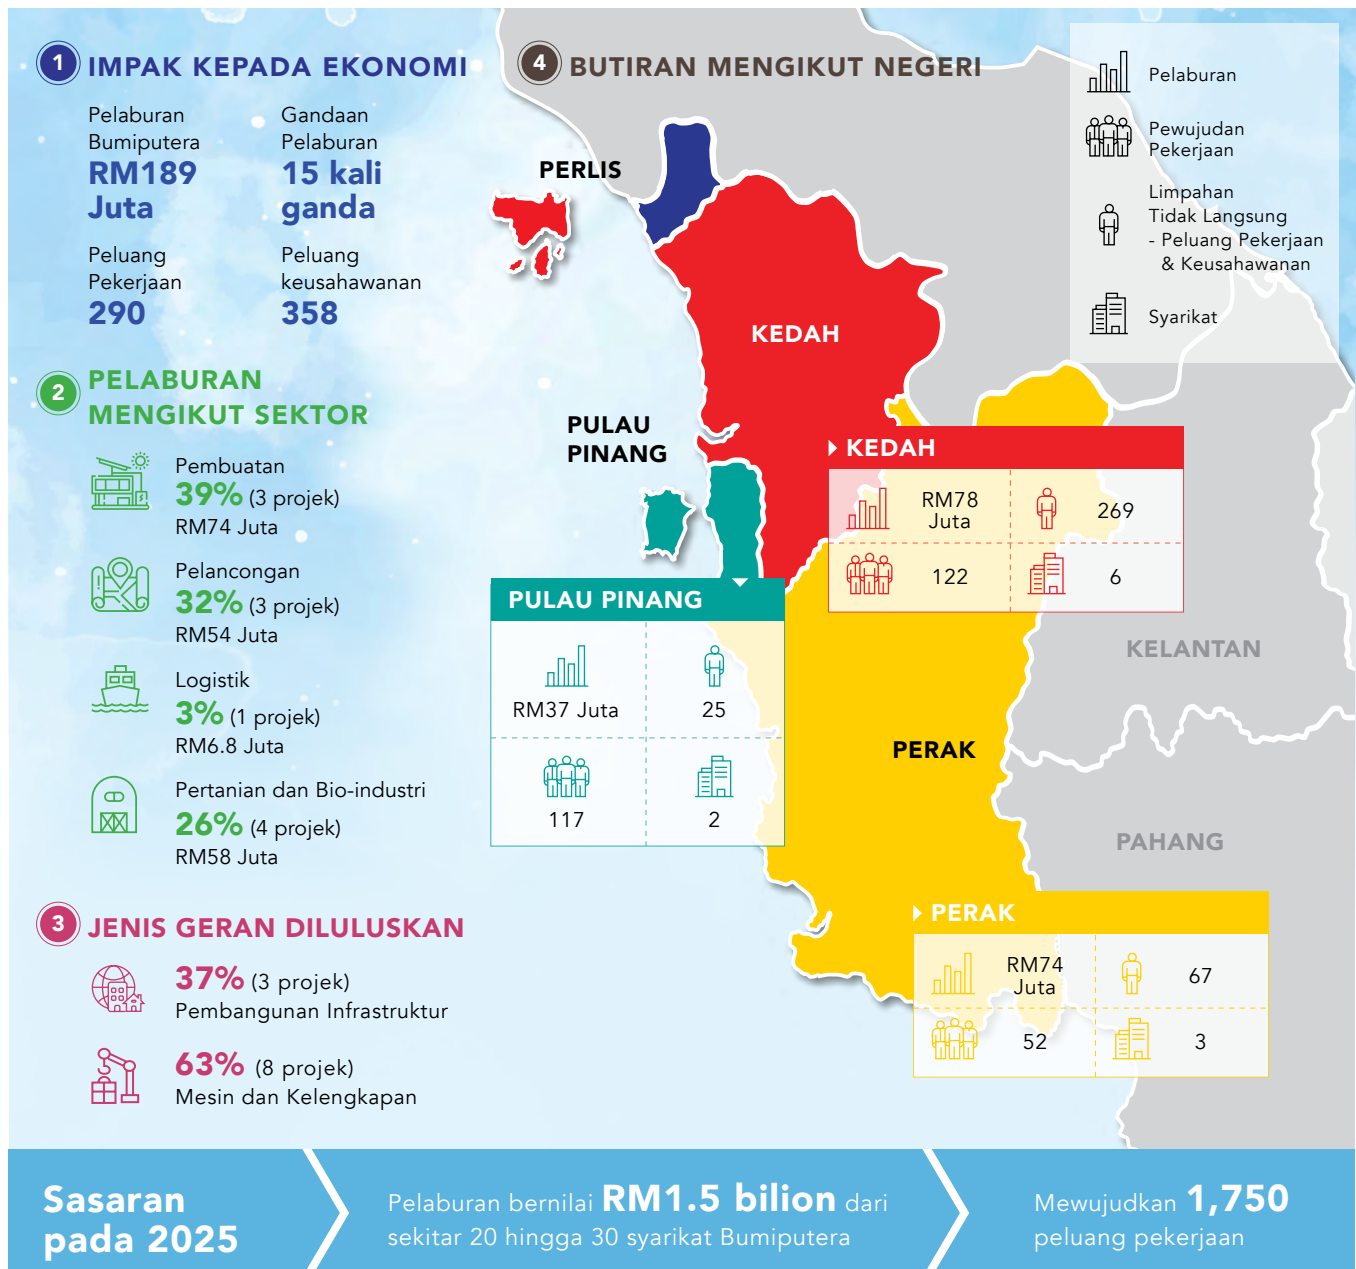 1 IMPAK KEPADA EKONOMI
Pelaburan
Bumiputera
RM189
Juta
Gandaan
Pelaburan
15 kali
ganda
Peluang
Pekerjaan
290
Peluang
keusahawanan
358
2 PELABURAN
MENGIKUT SEKTOR
Pembuatan
39% (3 projek)
RM74 Juta
Pelancongan
32% (3 projek)
RM54 Juta
Logistik
3% (1 projek)
RM6.8 Juta
Pertanian dan Bio-industri
26% (4 projek)
RM58 Juta
3 JENIS GERAN DILULUSKAN
37% (3 projek)
Pembangunan Infrastruktur
63% (8 projek)
Mesin dan Kelengkapan
4 BUTIRAN MENGIKUT NEGERI
Pelaburan
Pewujudan
Pekerjaan
Limpahan
Tidak Langsung
- Peluang Pekerjaan
& Keusahawanan
Syarikat
PERLIS
KEDAH
PULAU
PINANG
KEDAH
RM78
Juta
269
122
6
PULAU PINANG
RM37 Juta
25
117
2
KELANTAN
PERAK
PAHANG
PERAK
RM74
Juta
67
52
3
Sasaran
pada 2025
Pelaburan bernilai RM1.5 bilion dari
sekitar 20 hingga 30 syarikat Bumiputera
Mewujudkan 1,750
peluang pekerjaan